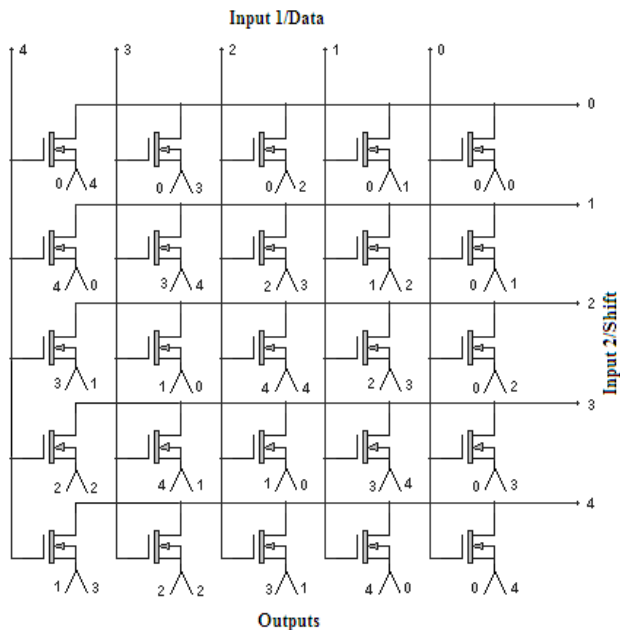 Input 1/Data
4 3 2 1 0
0
0 4 0 3 0 2 0 1 0 0
1
4 0 3 4 2 3 1 2 0 1
2
Input 2/Shift
3 1 1 0 4 4 2 3 0 2
3
2 2 4 1 1 0 3 4 0 3
4
1 3 2 2 3 1 4 0 0 4
Outputs